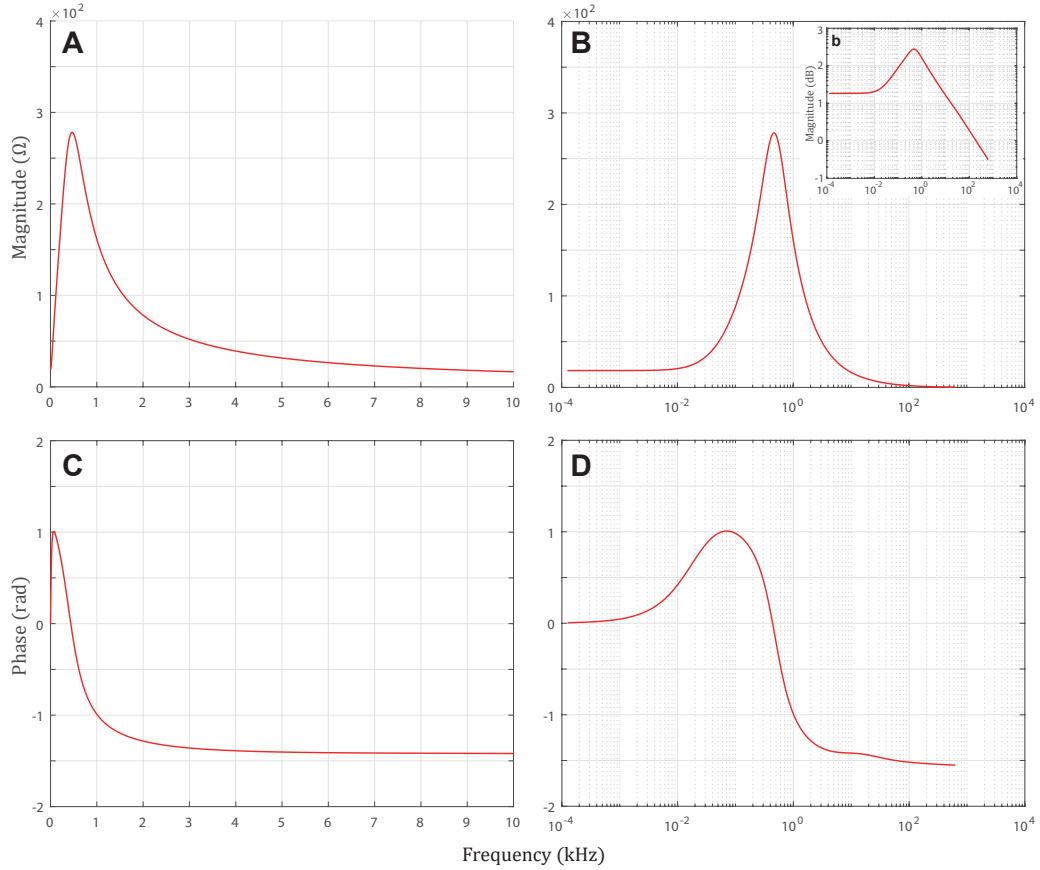 ×10²
4
3
2
1
0
A
Magnitude (Ω)
0 1 2 3 4 5 6 7 8 9 10
×10²
4
3
2
1
0
B
10⁻⁴ 10⁻² 10⁰ 10² 10⁴
b
Magnitude (dB)
3
2
1
0
-1
10⁻⁴ 10⁻² 10⁰ 10² 10⁴
2
1
0
-1
-2
C
Phase (rad)
0 1 2 3 4 5 6 7 8 9 10
2
1
0
-1
-2
D
10⁻⁴ 10⁻² 10⁰ 10² 10⁴
Frequency (kHz)